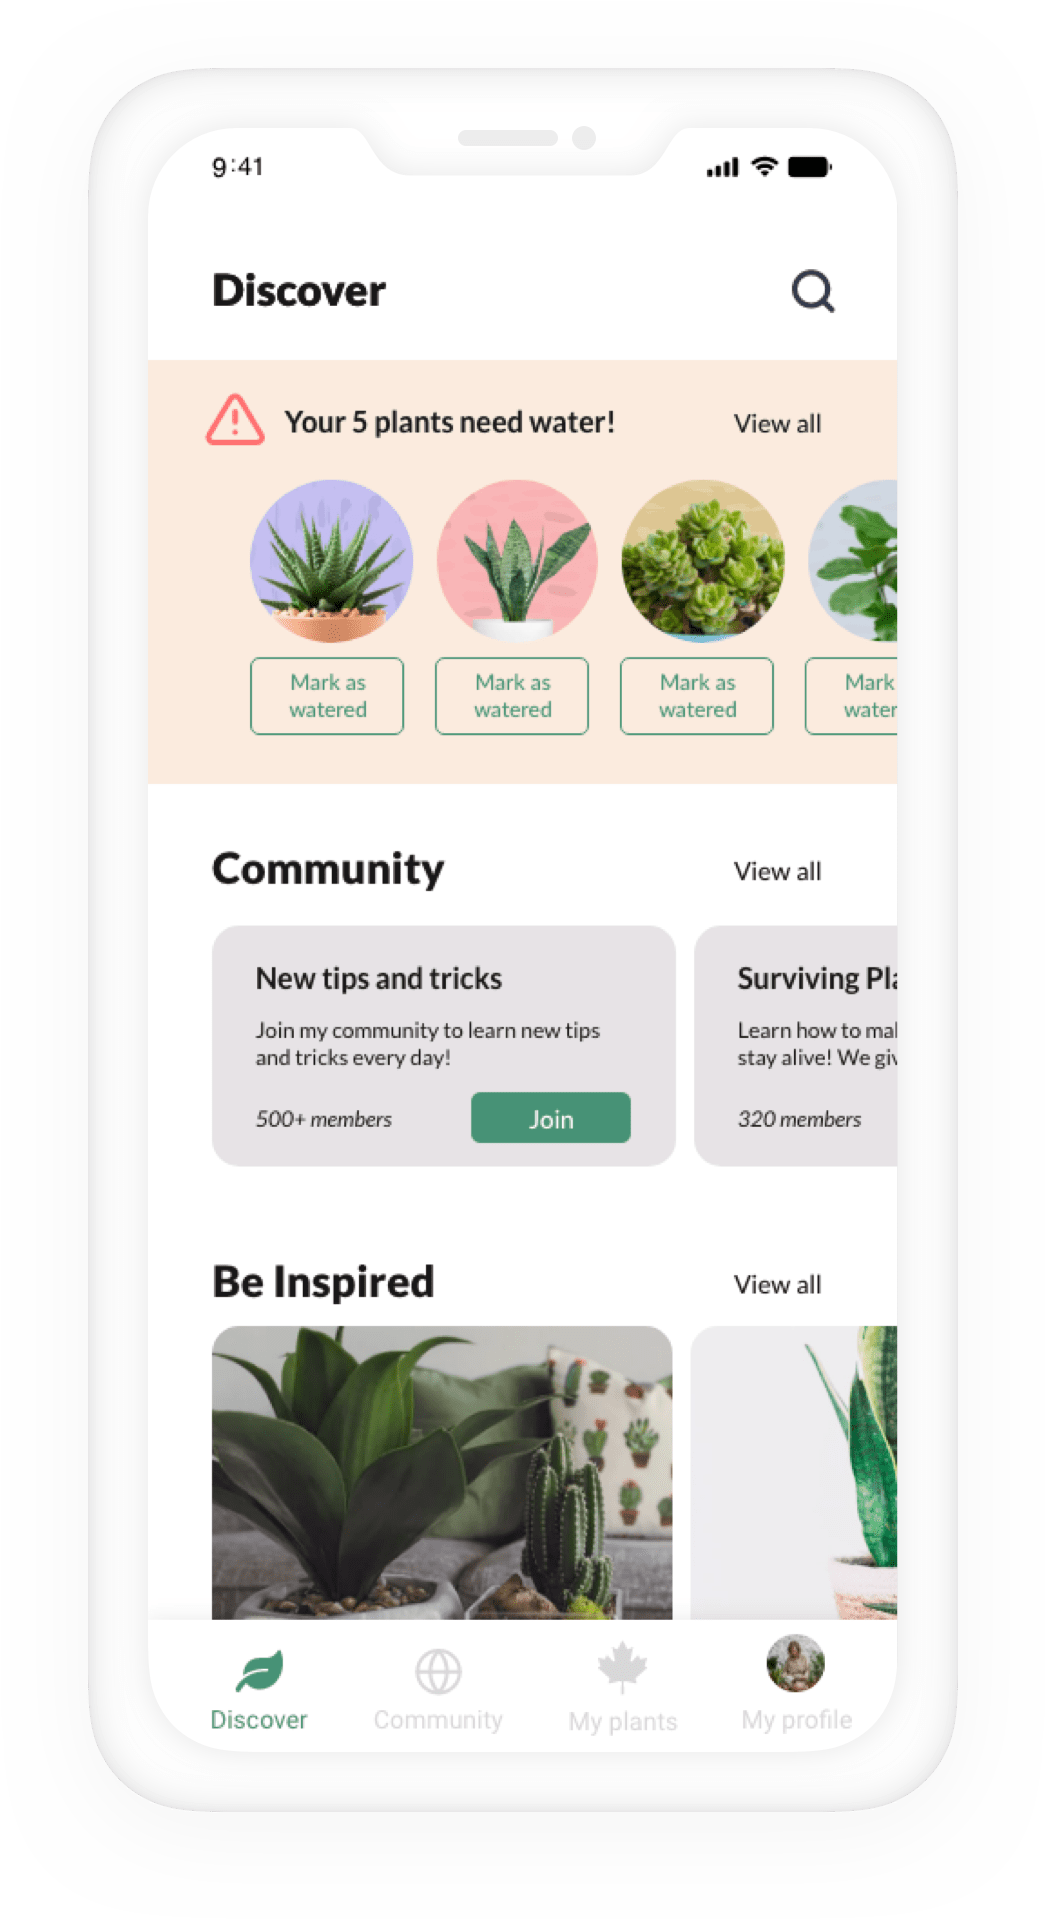 9:41
Discover
Your 5 plants need water!
View all
Mark as
watered
Mark as
watered
Mark as
watered
Mark
water
Community
View all
New tips and tricks
Join my community to learn new tips
and tricks every day!
500+ members
Join
Surviving Pla
Learn how to mal
stay alive! We giv
320 members
Be Inspired
View all
Discover
Community
My plants
My profile